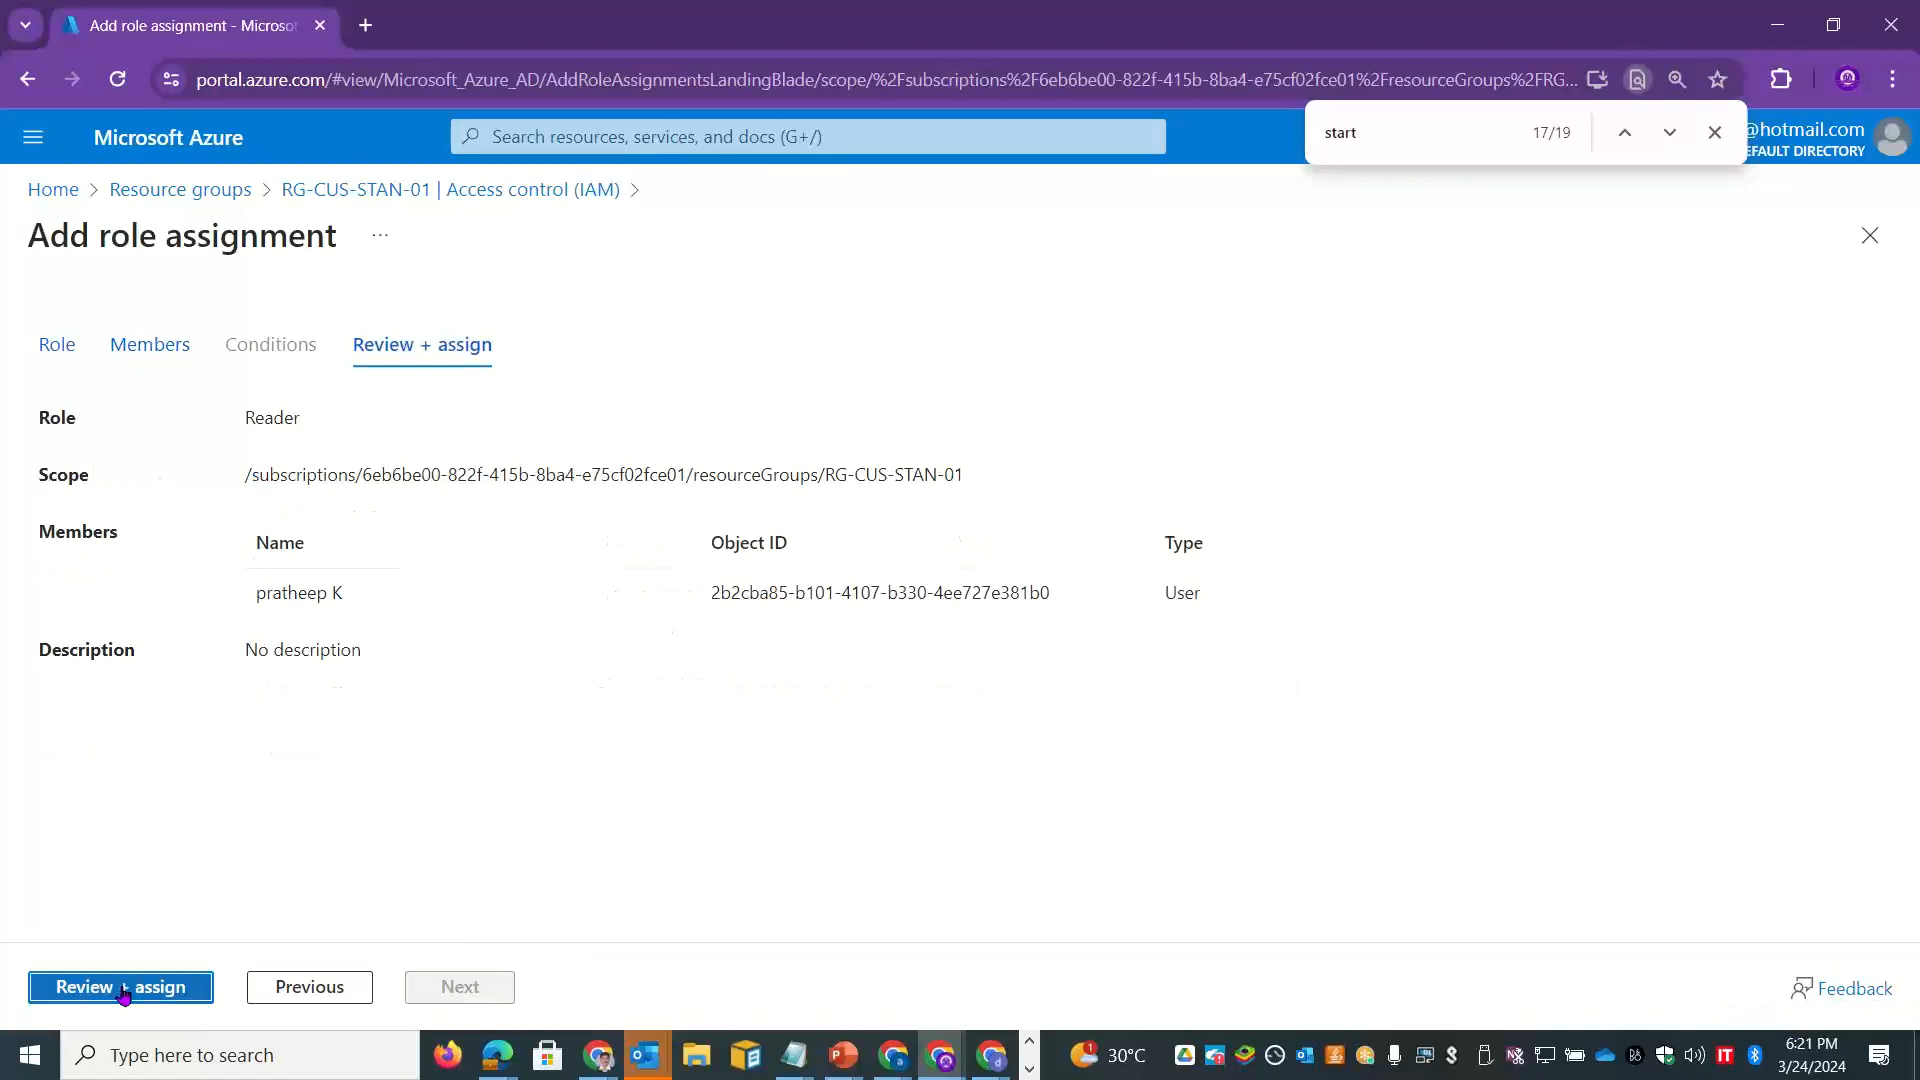 Add role assignment - Microso
portal.azure.com/#view/Microsoft_Azure_AD/AddRoleAssignmentsLandingBlade/scope/%2Fsubscriptions%2F6eb6be00-822f-415b-8ba4-e75cf02fce01%2FresourceGroups%2FRG...
Microsoft Azure
Search resources, services, and docs (G+/)
start
17/19
@hotmail.com
EFAULT DIRECTORY
Home > Resource groups > RG-CUS-STAN-01 | Access control (IAM) >
Add role assignment ...
Role
Members
Conditions
Review + assign
Role
Reader
Scope
/subscriptions/6eb6be00-822f-415b-8ba4-e75cf02fce01/resourceGroups/RG-CUS-STAN-01
Members
Name
Object ID
Type
pratheep K
2b2cba85-b101-4107-b330-4ee727e381b0
User
Description
No description
Review + assign
Previous
Next
Feedback
Type here to search
30°C
6:21 PM
3/24/2024